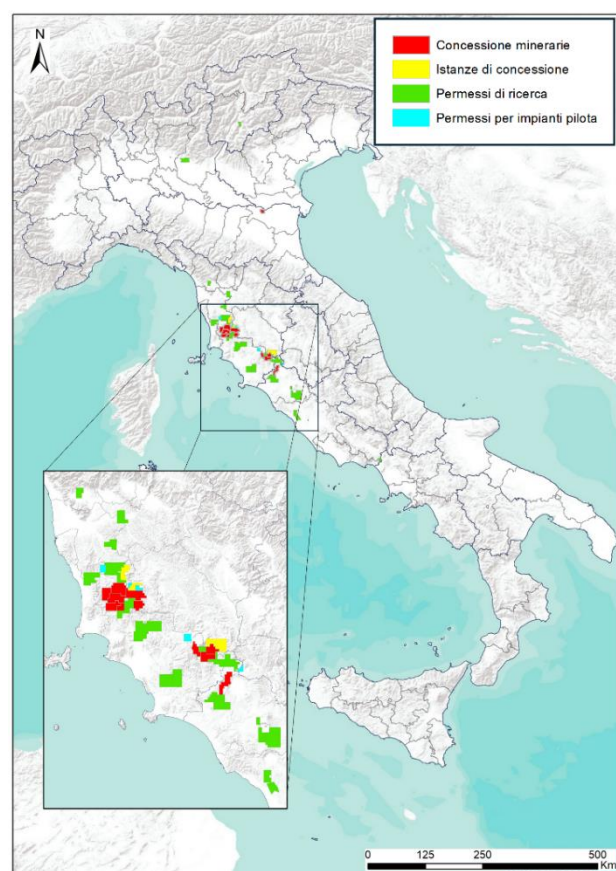 N
Concessione minerarie
Istanze di concessione
Permessi di ricerca
Permessi per impianti pilota
0 125 250 500
Km